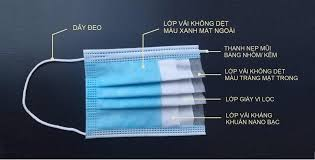 DÂY ĐEO
LỚP VẢI KHÔNG DỆT
MÀU XANH MẶT NGOÀI
THANH NẸP MŨI
BẰNG NHÔM/KẼM
LỚP VẢI KHÔNG DỆT
MÀU TRẮNG MẶT TRONG
LỚP GIẤY VI LỌC
LỚP VẢI KHÁNG
KHUẨN NANO BẠC